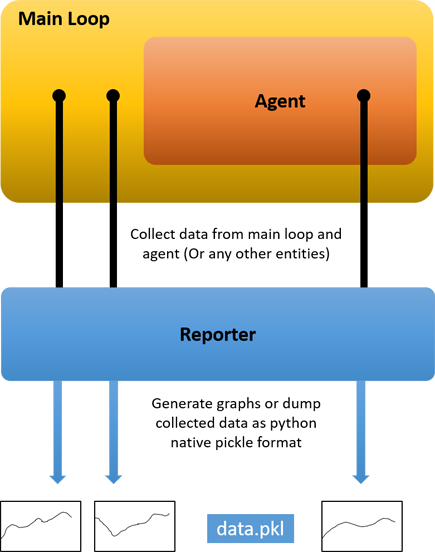 Main Loop
Agent
Collect data from main loop and
agent (Or any other entities)
Reporter
Generate graphs or dump
collected data as python
native pickle format
data.pkl